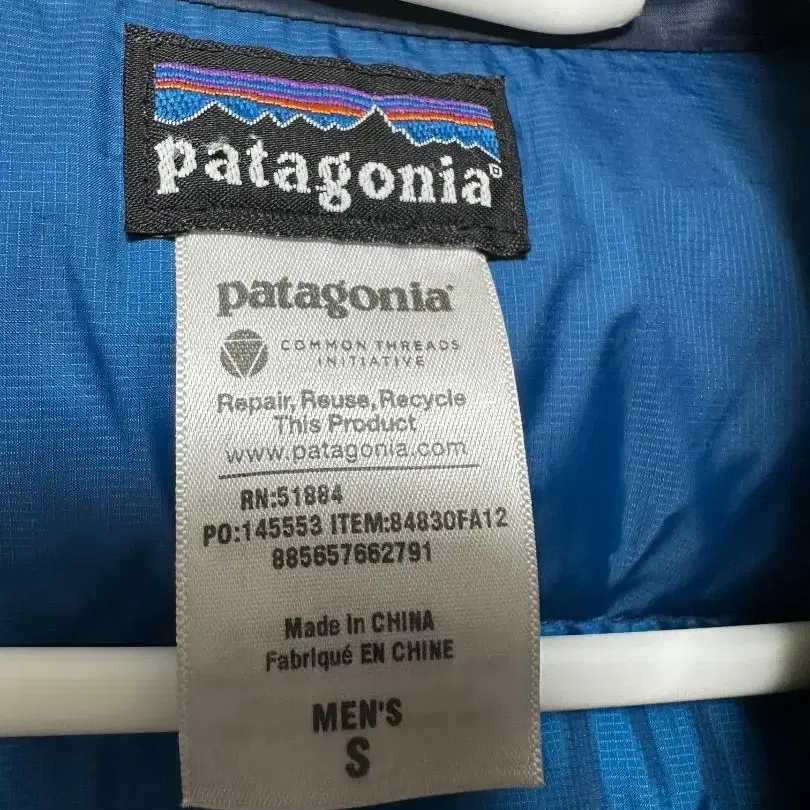 patagonia®
patagonia®
COMMON THREADS
INITIATIVE
Repair, Reuse, Recycle
This Product
www.patagonia.com
RN:51884
PO:145553 ITEM:84830FA12
885657662791
Made in CHINA
Fabriqué EN CHINE
MEN'S
S